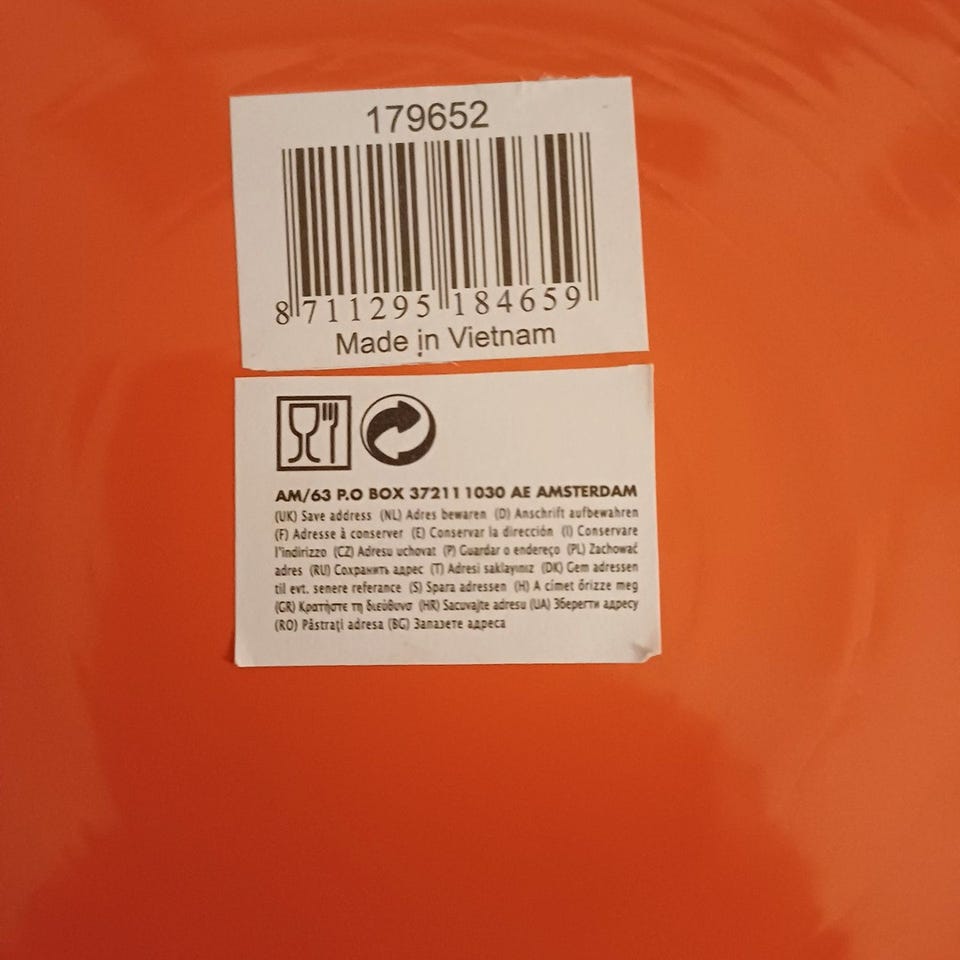 179652
8 711295 184659
Made in Vietnam
AM/63 P.O BOX 37211 1030 AE AMSTERDAM
(UK) Save address (NL) Adres bewaren (D) Anschrift aufbewahren
(F) Adresse à conserver (E) Conservar la dirección (I) Conservare
l'indirizzo (CZ) Adresu uchovat (P) Guardar o endereço (PL) Zachować
adres (RU) Сохранить адрес (T) Adresi saklayınız (DK) Gem adressen
til evt. senere referance (S) Spara adressen (H) A címet őrizze meg
(GR) Κρατήστε τη διεύθυνσ (HR) Sacuvajte adresu (UA) Зберегти адресу
(RO) Păstraţi adresa (BG) Запазете адреса